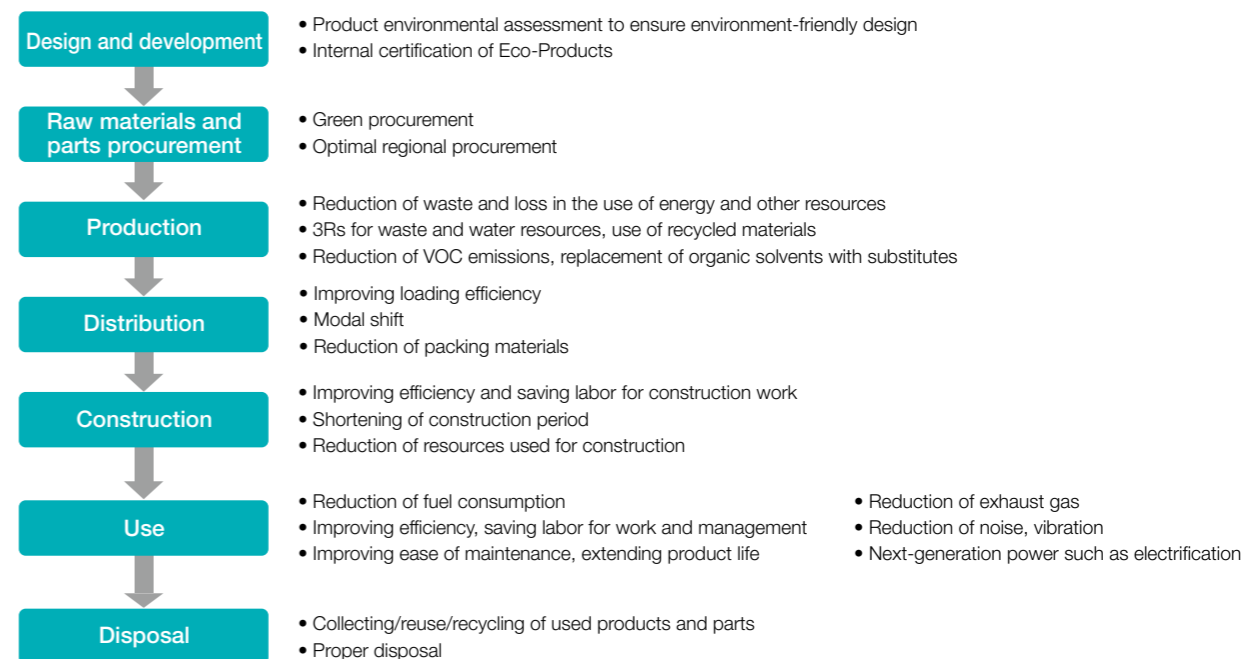 Design and development
• Product environmental assessment to ensure environment-friendly design
• Internal certification of Eco-Products
Raw materials and
parts procurement
• Green procurement
• Optimal regional procurement
Production
• Reduction of waste and loss in the use of energy and other resources
• 3Rs for waste and water resources, use of recycled materials
• Reduction of VOC emissions, replacement of organic solvents with substitutes
Distribution
• Improving loading efficiency
• Modal shift
• Reduction of packing materials
Construction
• Improving efficiency and saving labor for construction work
• Shortening of construction period
• Reduction of resources used for construction
Use
• Reduction of fuel consumption
• Improving efficiency, saving labor for work and management
• Improving ease of maintenance, extending product life
• Reduction of exhaust gas
• Reduction of noise, vibration
• Next-generation power such as electrification
Disposal
• Collecting/reuse/recycling of used products and parts
• Proper disposal